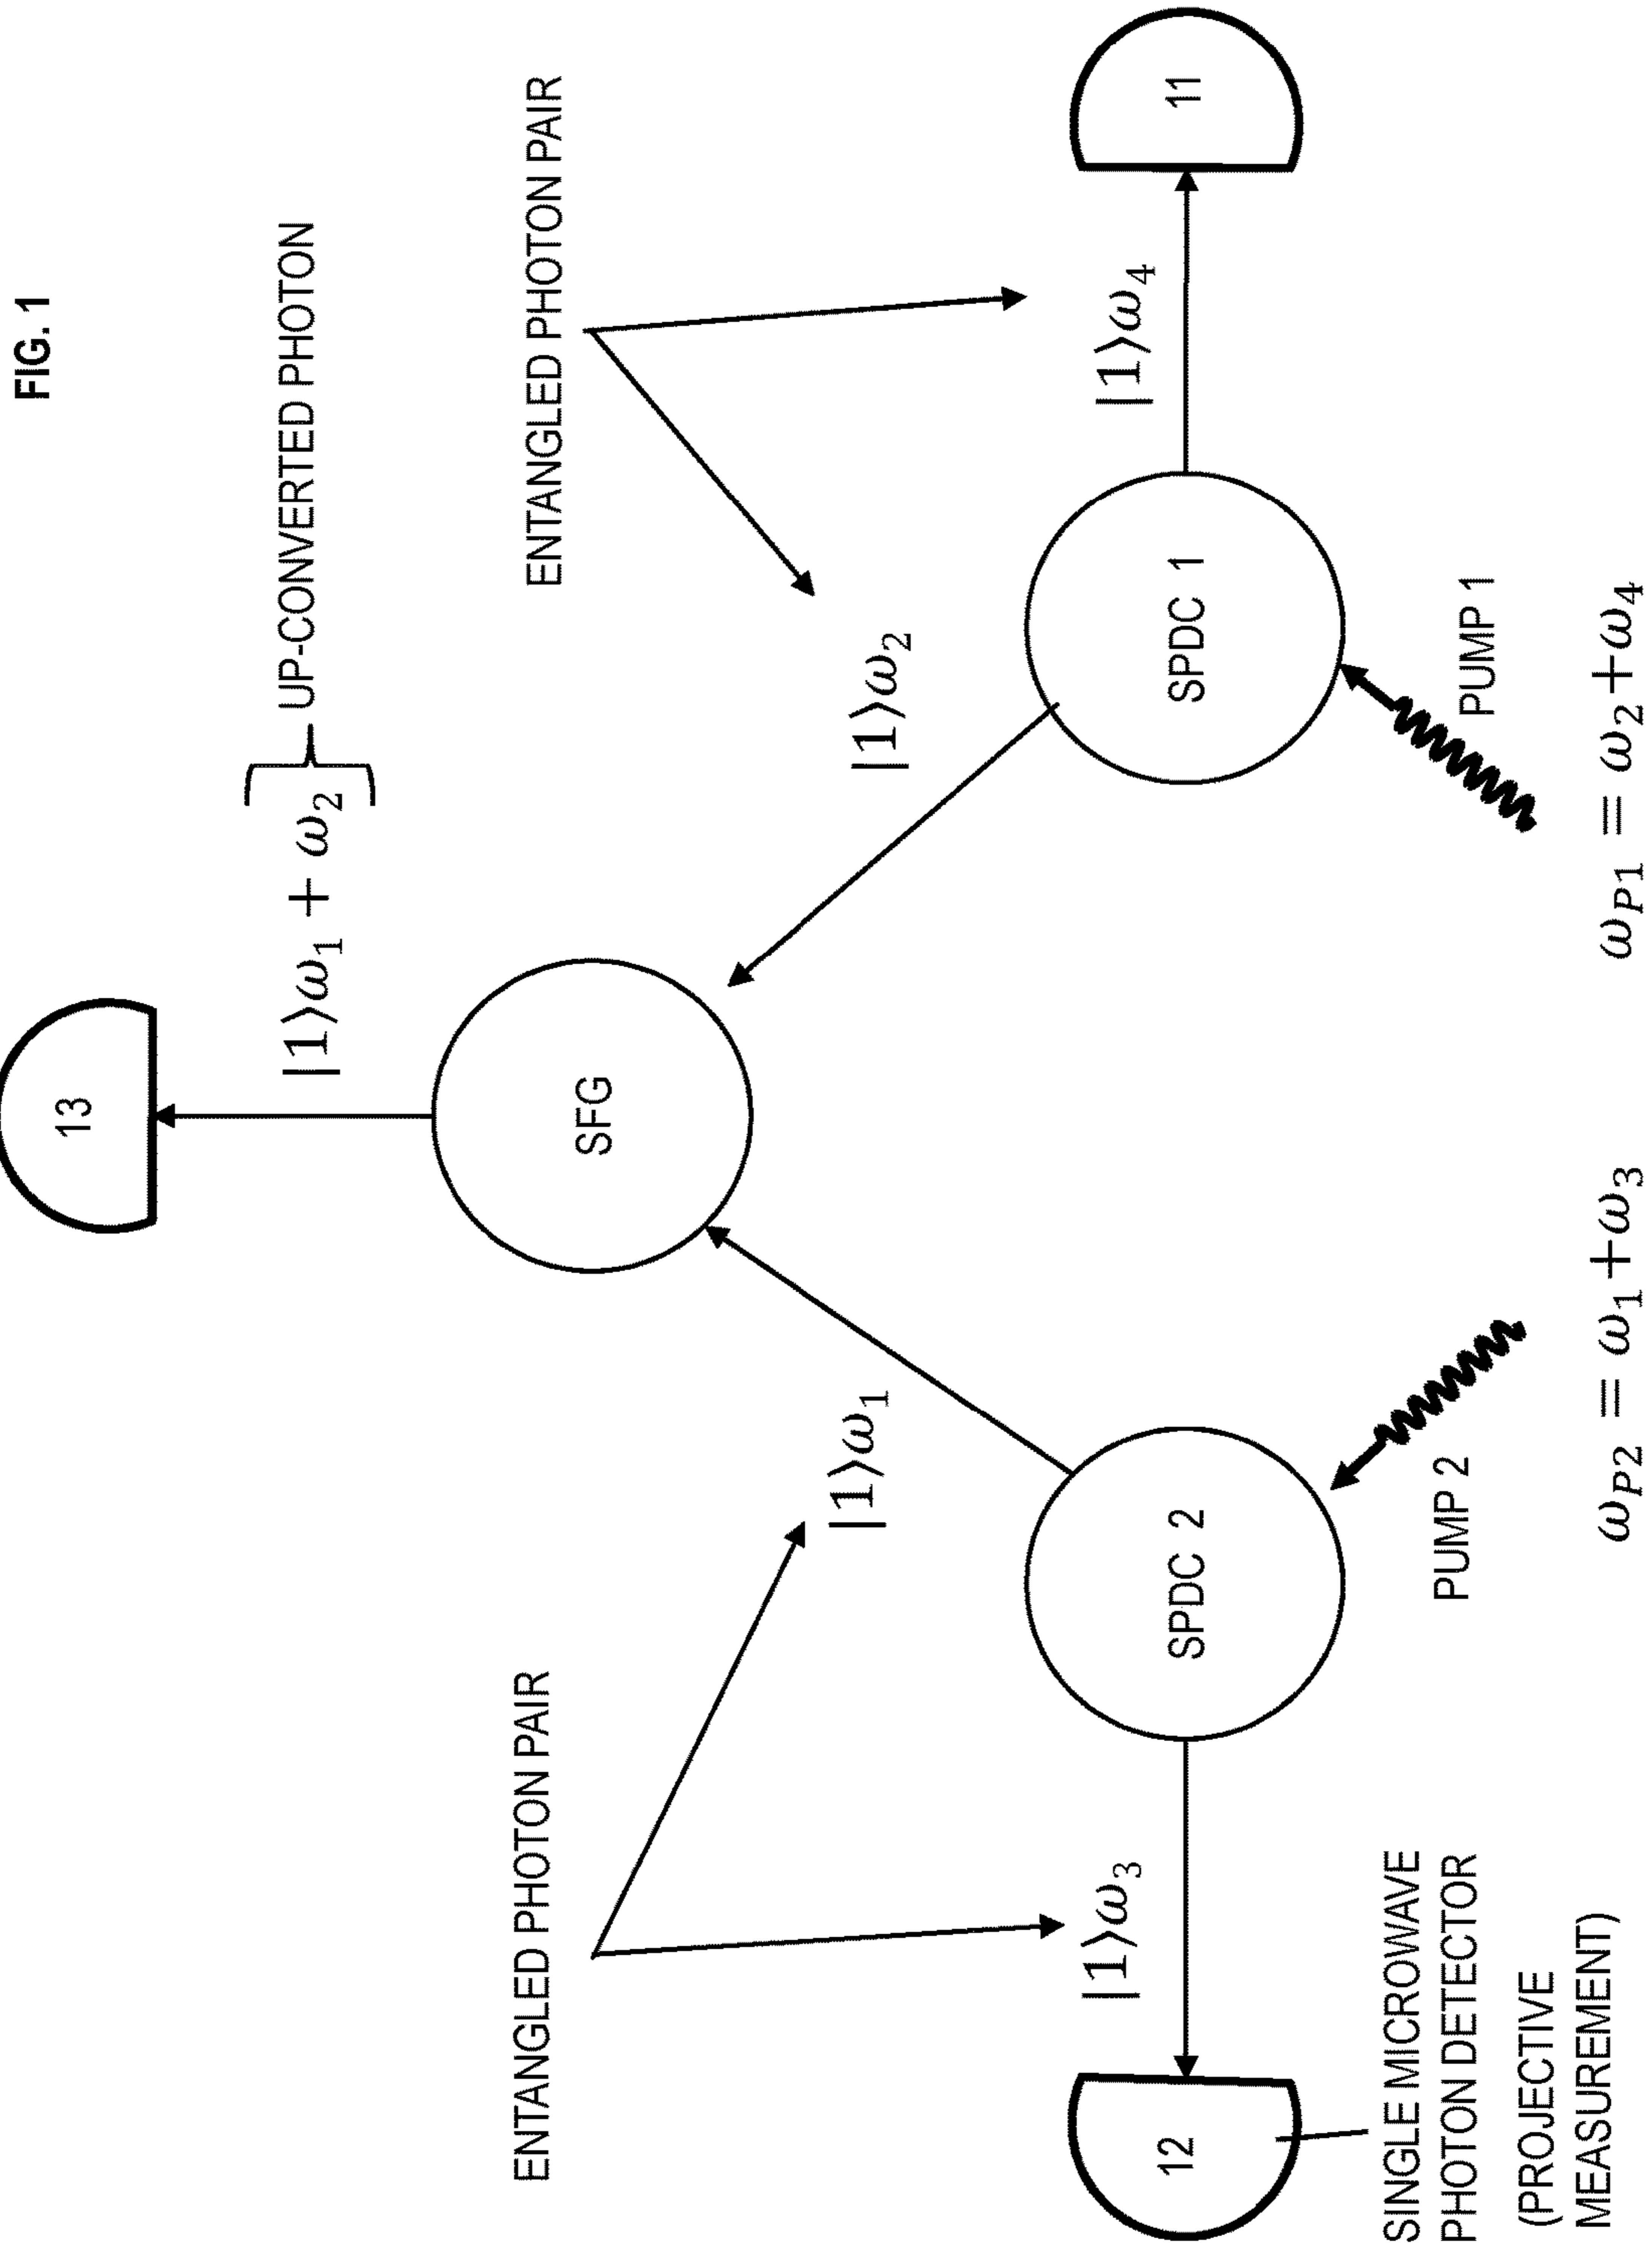 FIG. 1
13
|1⟩ω₁ + ω₂
UP-CONVERTED PHOTON
SFG
ENTANGLED PHOTON PAIR
ENTANGLED PHOTON PAIR
|1⟩ω₁
|1⟩ω₂
|1⟩ω₃
|1⟩ω₄
12
SPDC 2
SPDC 1
11
SINGLE MICROWAVE
PHOTON DETECTOR
(PROJECTIVE
MEASUREMENT)
PUMP 2
PUMP 1
ω_P2 = ω₁+ω₃
ω_P1 = ω₂+ω₄